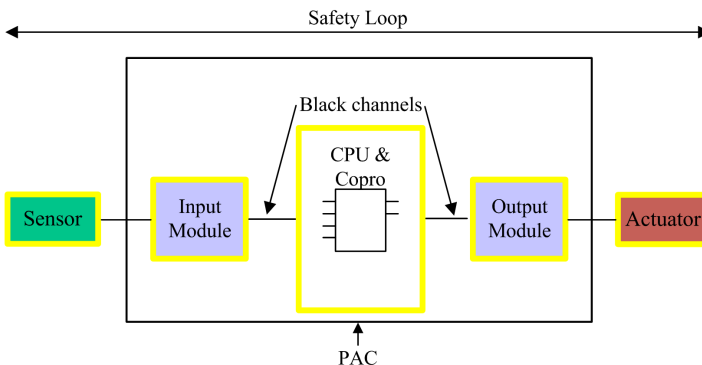 Safety Loop
Black channels
CPU &
Copro
Sensor
Input
Module
Output
Module
Actuator
PAC